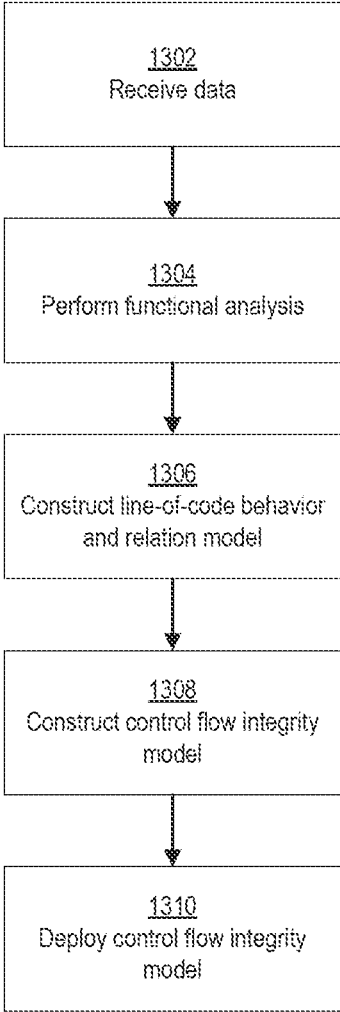 1302
Receive data
1304
Perform functional analysis
1306
Construct line-of-code behavior
and relation model
1308
Construct control flow integrity
model
1310
Deploy control flow integrity
model